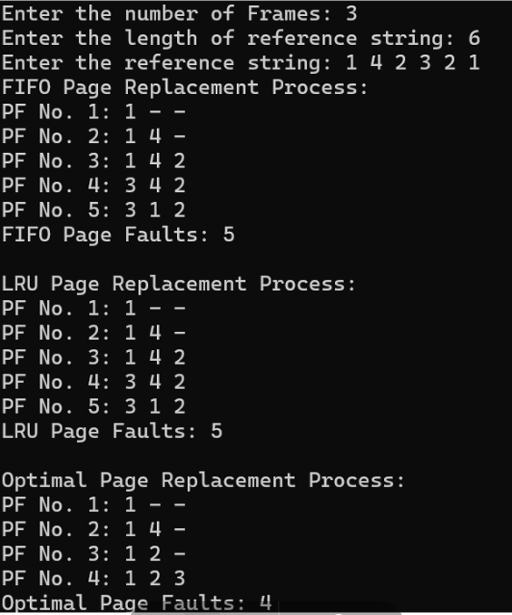 Enter the number of Frames: 3
Enter the length of reference string: 6
Enter the reference string: 1 4 2 3 2 1
FIFO Page Replacement Process:
PF No. 1: 1 - -
PF No. 2: 1 4 -
PF No. 3: 1 4 2
PF No. 4: 3 4 2
PF No. 5: 3 1 2
FIFO Page Faults: 5

LRU Page Replacement Process:
PF No. 1: 1 - -
PF No. 2: 1 4 -
PF No. 3: 1 4 2
PF No. 4: 3 4 2
PF No. 5: 3 1 2
LRU Page Faults: 5

Optimal Page Replacement Process:
PF No. 1: 1 - -
PF No. 2: 1 4 -
PF No. 3: 1 2 -
PF No. 4: 1 2 3
Optimal Page Faults: 4